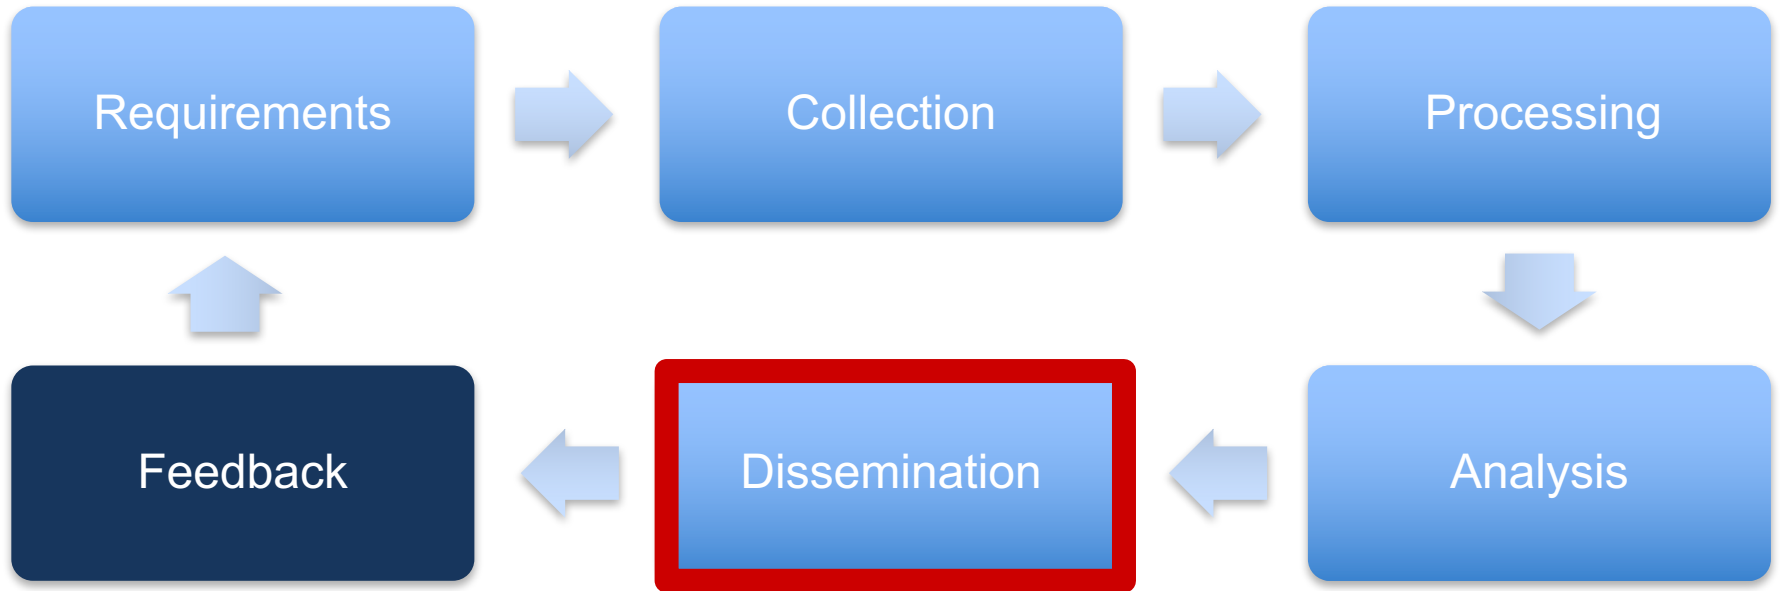 Requirements
Collection
Processing
Feedback
Dissemination
Analysis